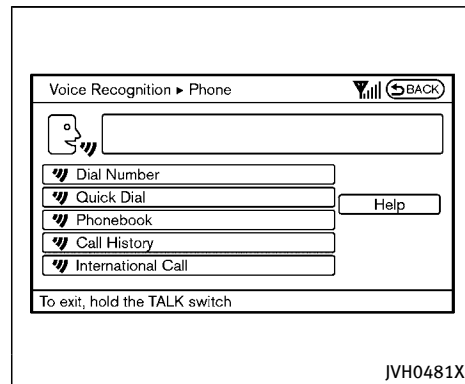 Voice Recognition ▸ Phone BACK
Dial Number
Quick Dial
Help
Phonebook
Call History
International Call
To exit, hold the TALK switch
JVH0481X